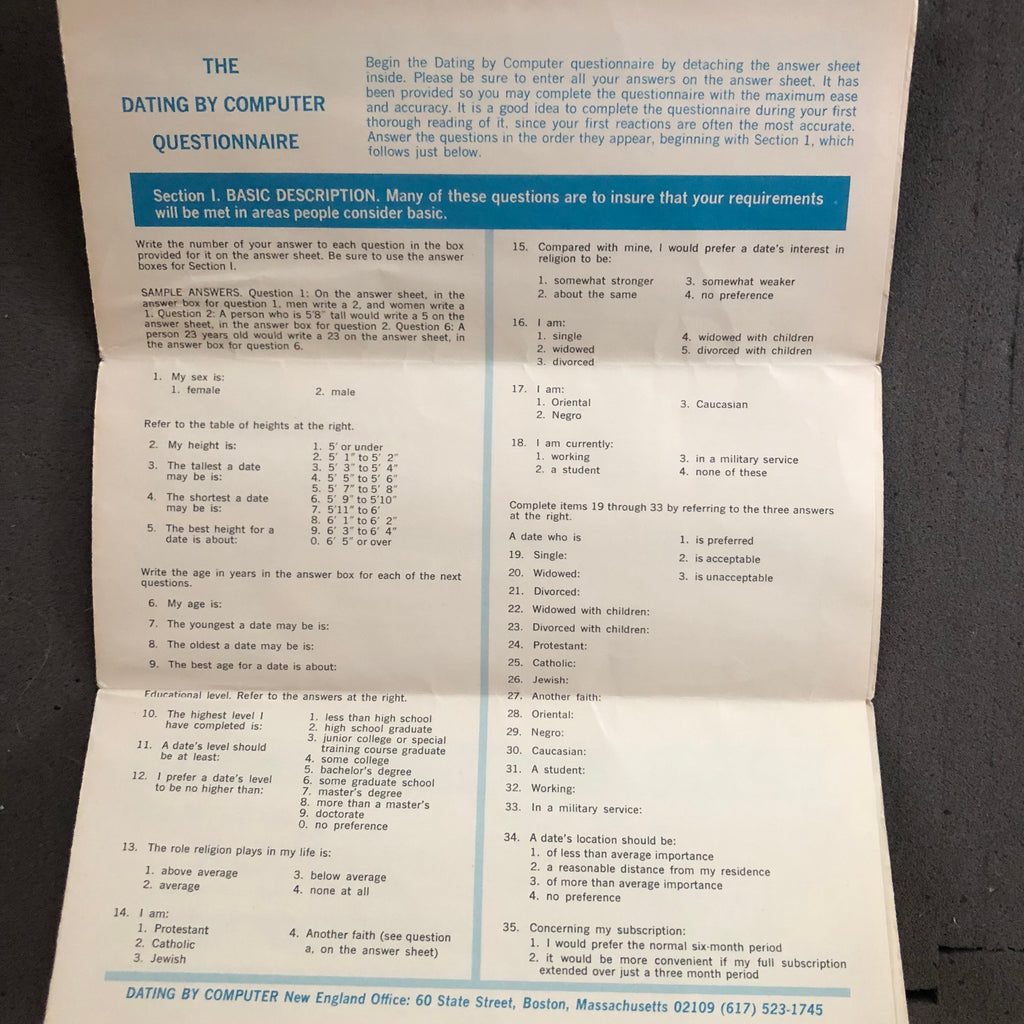 THE
DATING BY COMPUTER
QUESTIONNAIRE
Begin the Dating by Computer questionnaire by detaching the answer sheet
inside. Please be sure to enter all your answers on the answer sheet. It has
been provided so you may complete the questionnaire with the maximum ease
and accuracy. It is a good idea to complete the questionnaire during your first
thorough reading of it, since your first reactions are often the most accurate.
Answer the questions in the order they appear, beginning with Section 1, which
follows just below.
Section I. BASIC DESCRIPTION. Many of these questions are to insure that your requirements
will be met in areas people consider basic.
Write the number of your answer to each question in the box
provided for it on the answer sheet. Be sure to use the answer
boxes for Section I.
SAMPLE ANSWERS. Question 1: On the answer sheet, in the
answer box for question 1, men write a 2, and women write a
1. Question 2: A person who is 5'8" tall would write a 5 on the
answer sheet, in the answer box for question 2. Question 6: A
person 23 years old would write a 23 on the answer sheet, in
the answer box for question 6.
1. My sex is:
1. female
2. male
Refer to the table of heights at the right.
2. My height is:
3. The tallest a date
may be is:
4. The shortest a date
may be is:
5. The best height for a
date is about:
1. 5' or under
2. 5' 1" to 5' 2"
3. 5' 3" to 5' 4"
4. 5' 5" to 5' 6"
5. 5' 7" to 5' 8"
6. 5' 9" to 5'10"
7. 5'11" to 6'
8. 6' 1" to 6' 2"
9. 6' 3" to 6' 4"
0. 6' 5" or over
Write the age in years in the answer box for each of the next
questions.
6. My age is:
7. The youngest a date may be is:
8. The oldest a date may be is:
9. The best age for a date is about:
Educational level. Refer to the answers at the right.
10. The highest level I
have completed is:
11. A date's level should
be at least:
12. I prefer a date's level
to be no higher than:
1. less than high school
2. high school graduate
3. junior college or special
training course graduate
4. some college
5. bachelor's degree
6. some graduate school
7. master's degree
8. more than a master's
9. doctorate
0. no preference
13. The role religion plays in my life is:
1. above average
2. average
3. below average
4. none at all
14. I am:
1. Protestant
2. Catholic
3. Jewish
4. Another faith (see question
a. on the answer sheet)
15. Compared with mine, I would prefer a date's interest in
religion to be:
1. somewhat stronger
2. about the same
3. somewhat weaker
4. no preference
16. I am:
1. single
2. widowed
3. divorced
4. widowed with children
5. divorced with children
17. I am:
1. Oriental
2. Negro
3. Caucasian
18. I am currently:
1. working
2. a student
3. in a military service
4. none of these
Complete items 19 through 33 by referring to the three answers
at the right.
A date who is
1. is preferred
2. is acceptable
3. is unacceptable
19. Single:
20. Widowed:
21. Divorced:
22. Widowed with children:
23. Divorced with children:
24. Protestant:
25. Catholic:
26. Jewish:
27. Another faith:
28. Oriental:
29. Negro:
30. Caucasian:
31. A student:
32. Working:
33. In a military service:
34. A date's location should be:
1. of less than average importance
2. a reasonable distance from my residence
3. of more than average importance
4. no preference
35. Concerning my subscription:
1. I would prefer the normal six-month period
2. it would be more convenient if my full subscription
extended over just a three month period
DATING BY COMPUTER New England Office: 60 State Street, Boston, Massachusetts 02109 (617) 523-1745